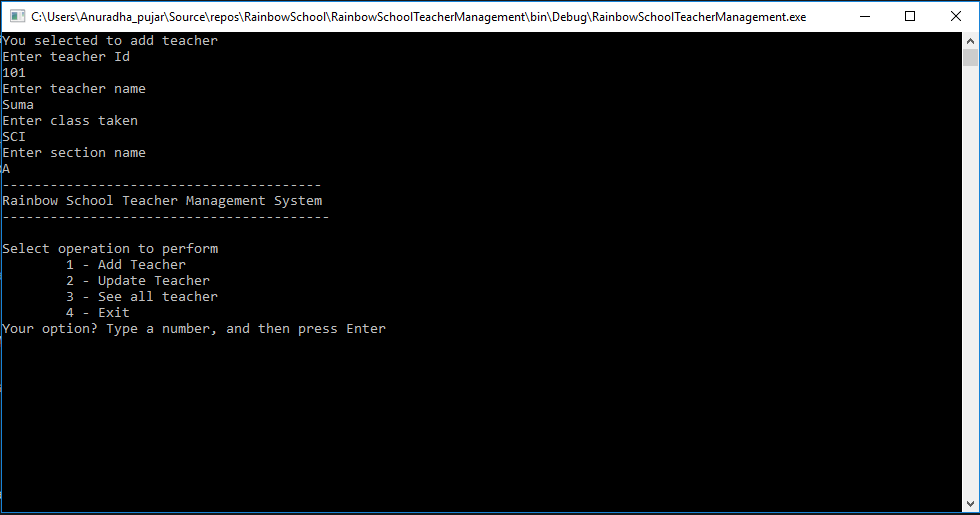 C:\Users\Anuradha_pujar\Source\repos\RainbowSchool\RainbowSchoolTeacherManagement\bin\Debug\RainbowSchoolTeacherManagement.exe
You selected to add teacher
Enter teacher Id
101
Enter teacher name
Suma
Enter class taken
SCI
Enter section name
A
----------------------------------------
Rainbow School Teacher Management System
-----------------------------------------
Select operation to perform
1 - Add Teacher
2 - Update Teacher
3 - See all teacher
4 - Exit
Your option? Type a number, and then press Enter